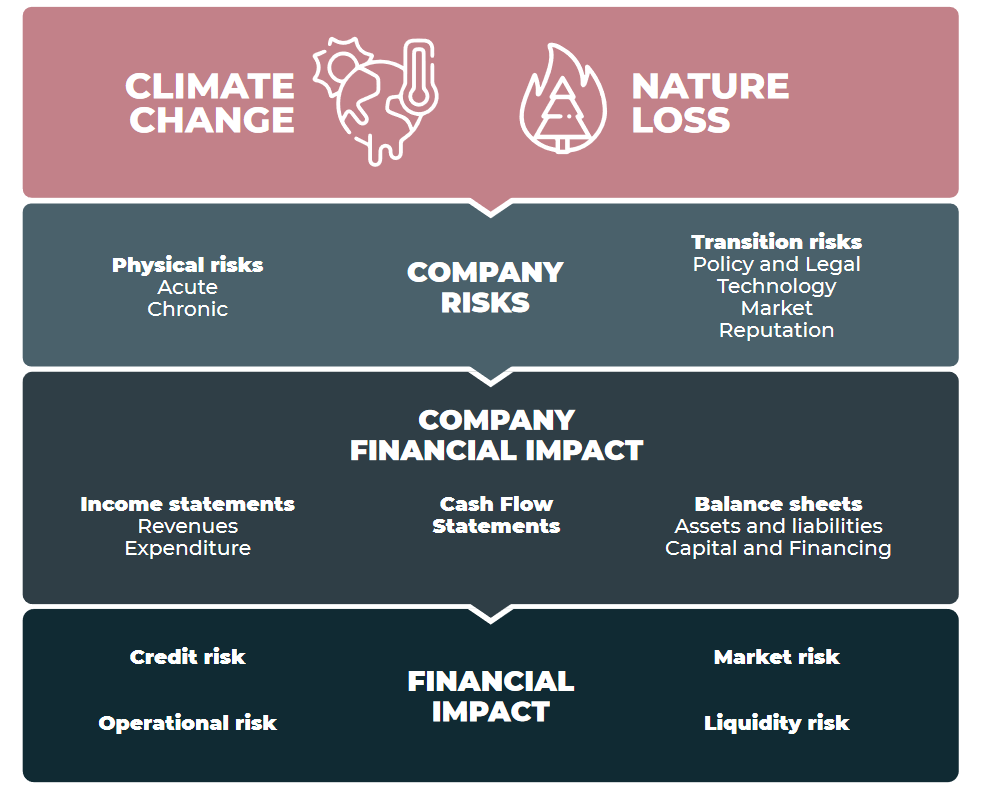 CLIMATE
CHANGE
NATURE
LOSS
Physical risks
Acute
Chronic
COMPANY
RISKS
Transition risks
Policy and Legal
Technology
Market
Reputation
COMPANY
FINANCIAL IMPACT
Income statements
Revenues
Expenditure
Cash Flow
Statements
Balance sheets
Assets and liabilities
Capital and Financing
Credit risk
Operational risk
FINANCIAL
IMPACT
Market risk
Liquidity risk